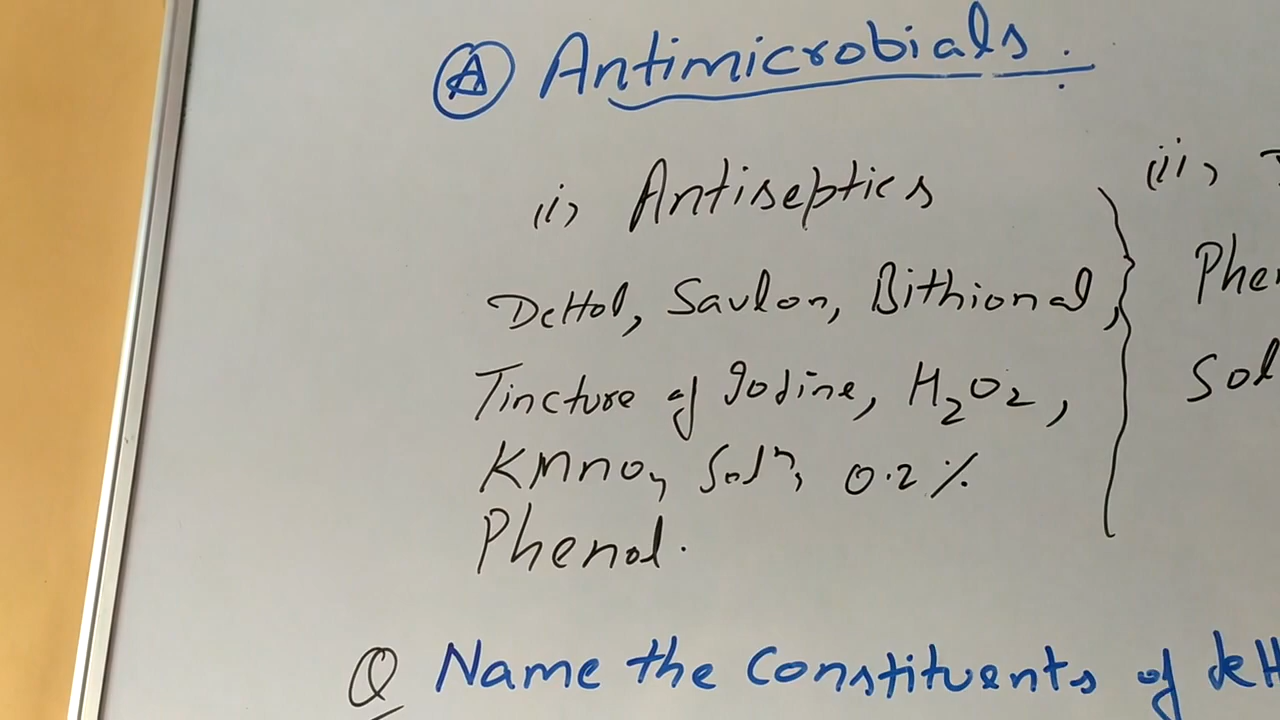 (A) Antimicrobials.
(i) Antiseptics
Dettol, Savlon, Bithional,
Tincture of Iodine, H2O2,
KMnO4 Solⁿ, 0.2%
Phenol.
(ii)
Phe
Sol
Q Name the Constituents of dett